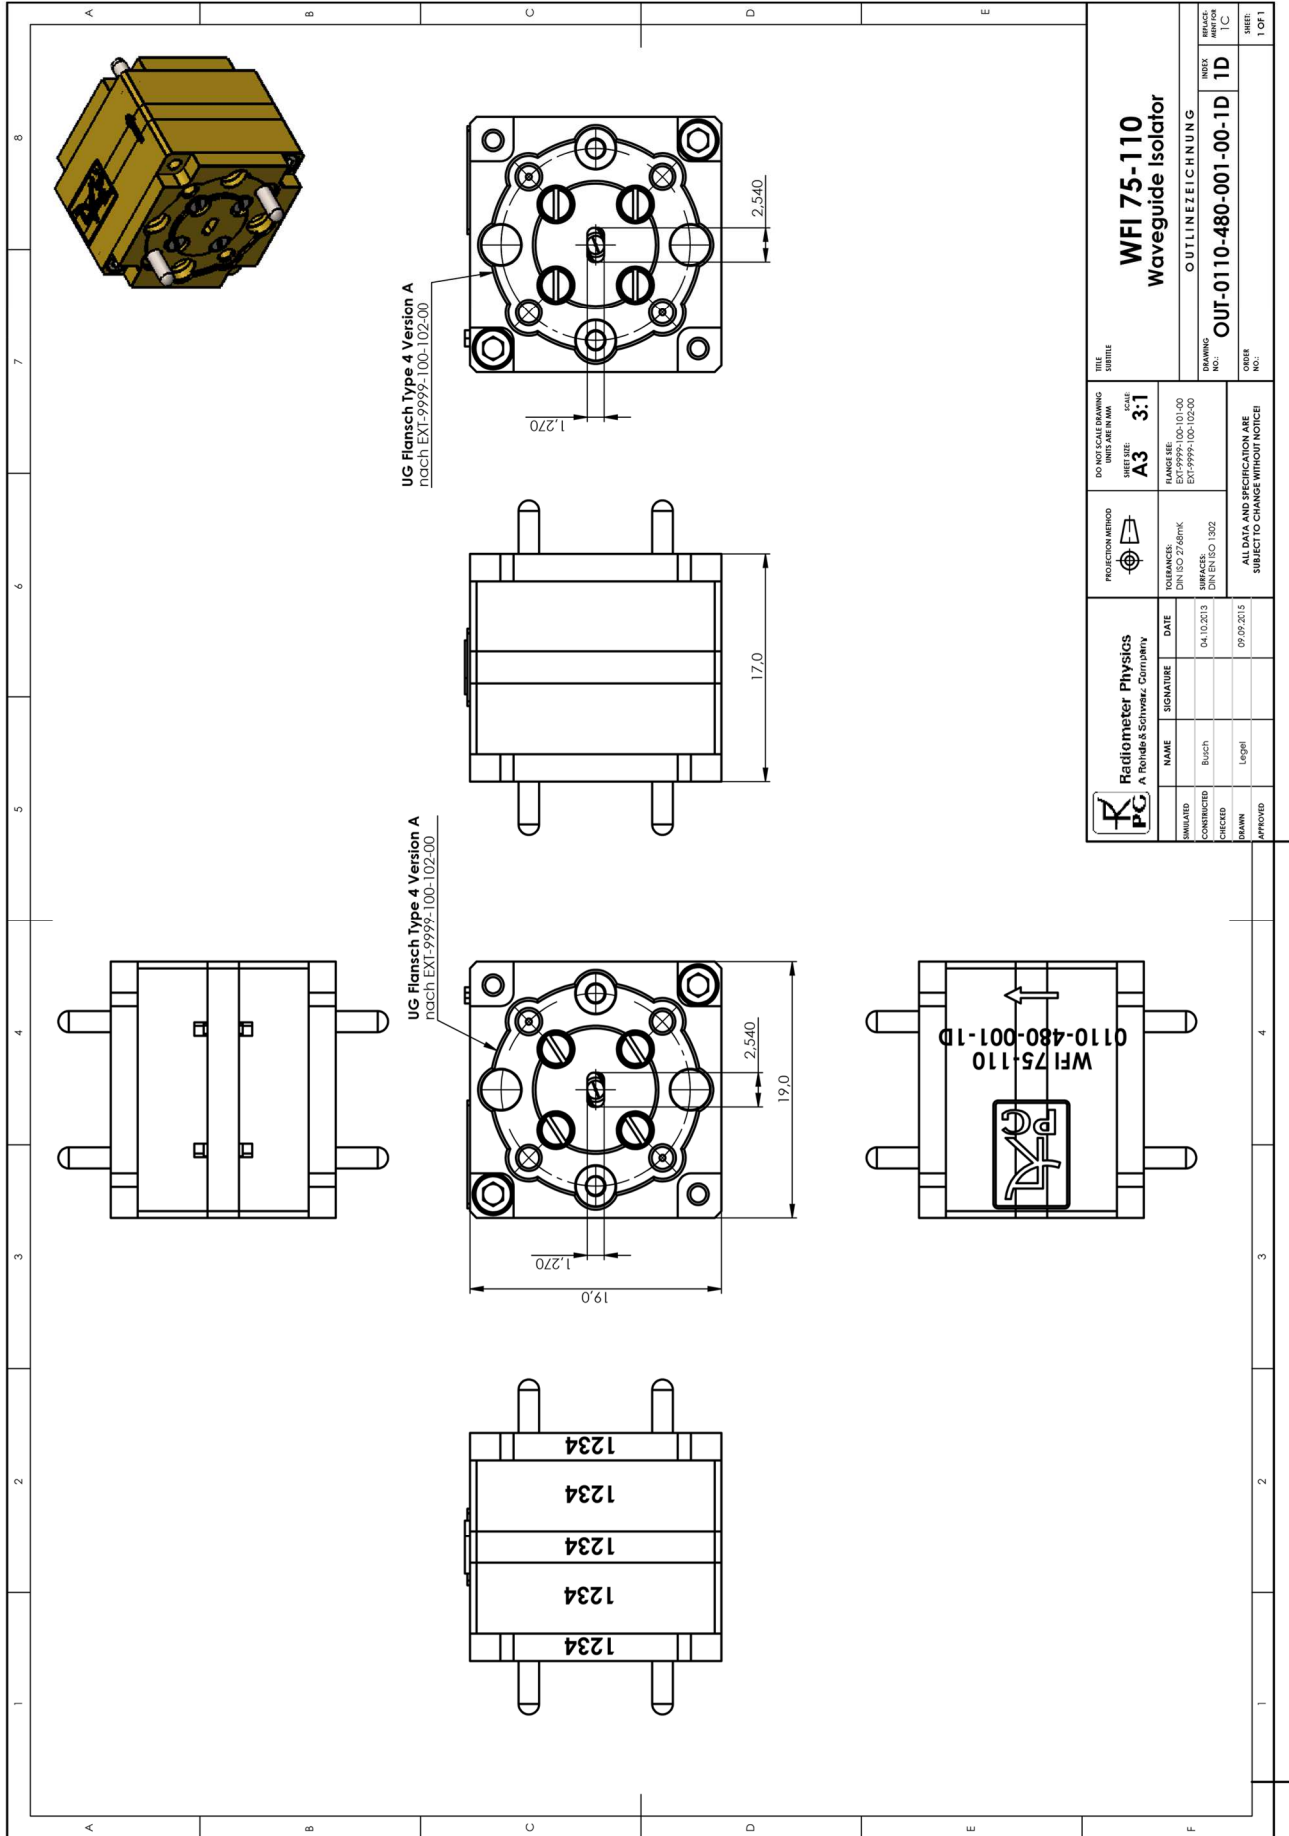 8
7
6
5
4
3
2
1
A
B
C
D
E
UG Flansch Type 4 Version A
nach EXT-9999-100-102-00
2,540
1,270
17,0
UG Flansch Type 4 Version A
nach EXT-9999-100-102-00
2,540
19,0
1,270
19,0
1234
1234
1234
1234
1234
WFI 75-110
0110-480-001-1D
RPG
Radiometer Physics
A Rohde & Schwarz Company
NAME
SIGNATURE
DATE
SIMULATED
CONSTRUCTED
Busch
04.10.2013
CHECKED
DRAWN
Legel
09.09.2015
APPROVED
PROJECTION METHOD
DO NOT SCALE DRAWING
UNITS ARE IN MM
SHEET SIZE:
A3
SCALE:
3:1
TOLERANCES:
DIN ISO 2768mK
SURFACES:
DIN EN ISO 1302
FLANGE SEE:
EXT-9999-100-101-00
EXT-9999-100-102-00
ALL DATA AND SPECIFICATION ARE
SUBJECT TO CHANGE WITHOUT NOTICE!
TITLE
SUBTITLE
WFI 75-110
Waveguide Isolator
OUTLINEZEICHNUNG
DRAWING
NO.:
OUT-0110-480-001-00-1D
INDEX
1D
REPLACE-
MENT FOR
1C
ORDER
NO.:
SHEET:
1 OF 1
A
B
C
D
E
F
4
3
2
1